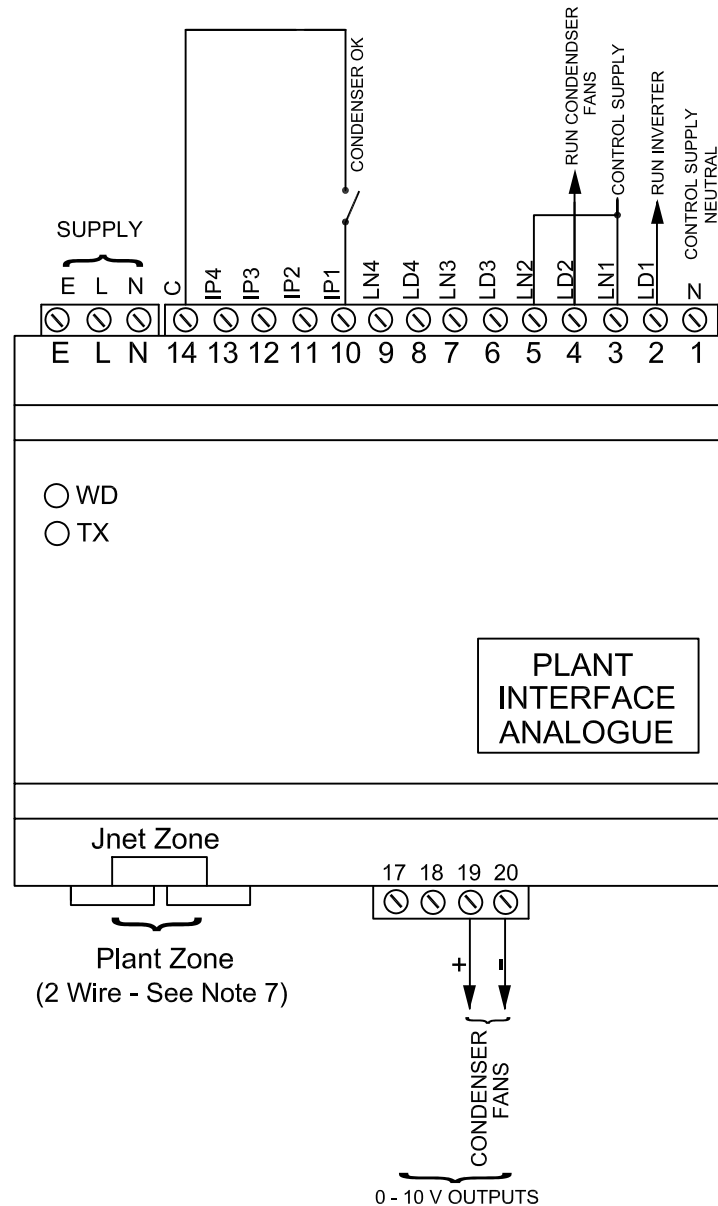 CONDENSER OK
RUN CONDENDSER
FANS
CONTROL SUPPLY
RUN INVERTER
CONTROL SUPPLY
NEUTRAL
SUPPLY
E L N C IP4 IP3 IP2 IP1 LN4 LD4 LN3 LD3 LN2 LD2 LN1 LD1 N
E L N 14 13 12 11 10 9 8 7 6 5 4 3 2 1
WD
TX
PLANT
INTERFACE
ANALOGUE
Jnet Zone
17 18 19 20
Plant Zone
(2 Wire - See Note 7)
+ -
CONDENSER
FANS
0 - 10 V OUTPUTS